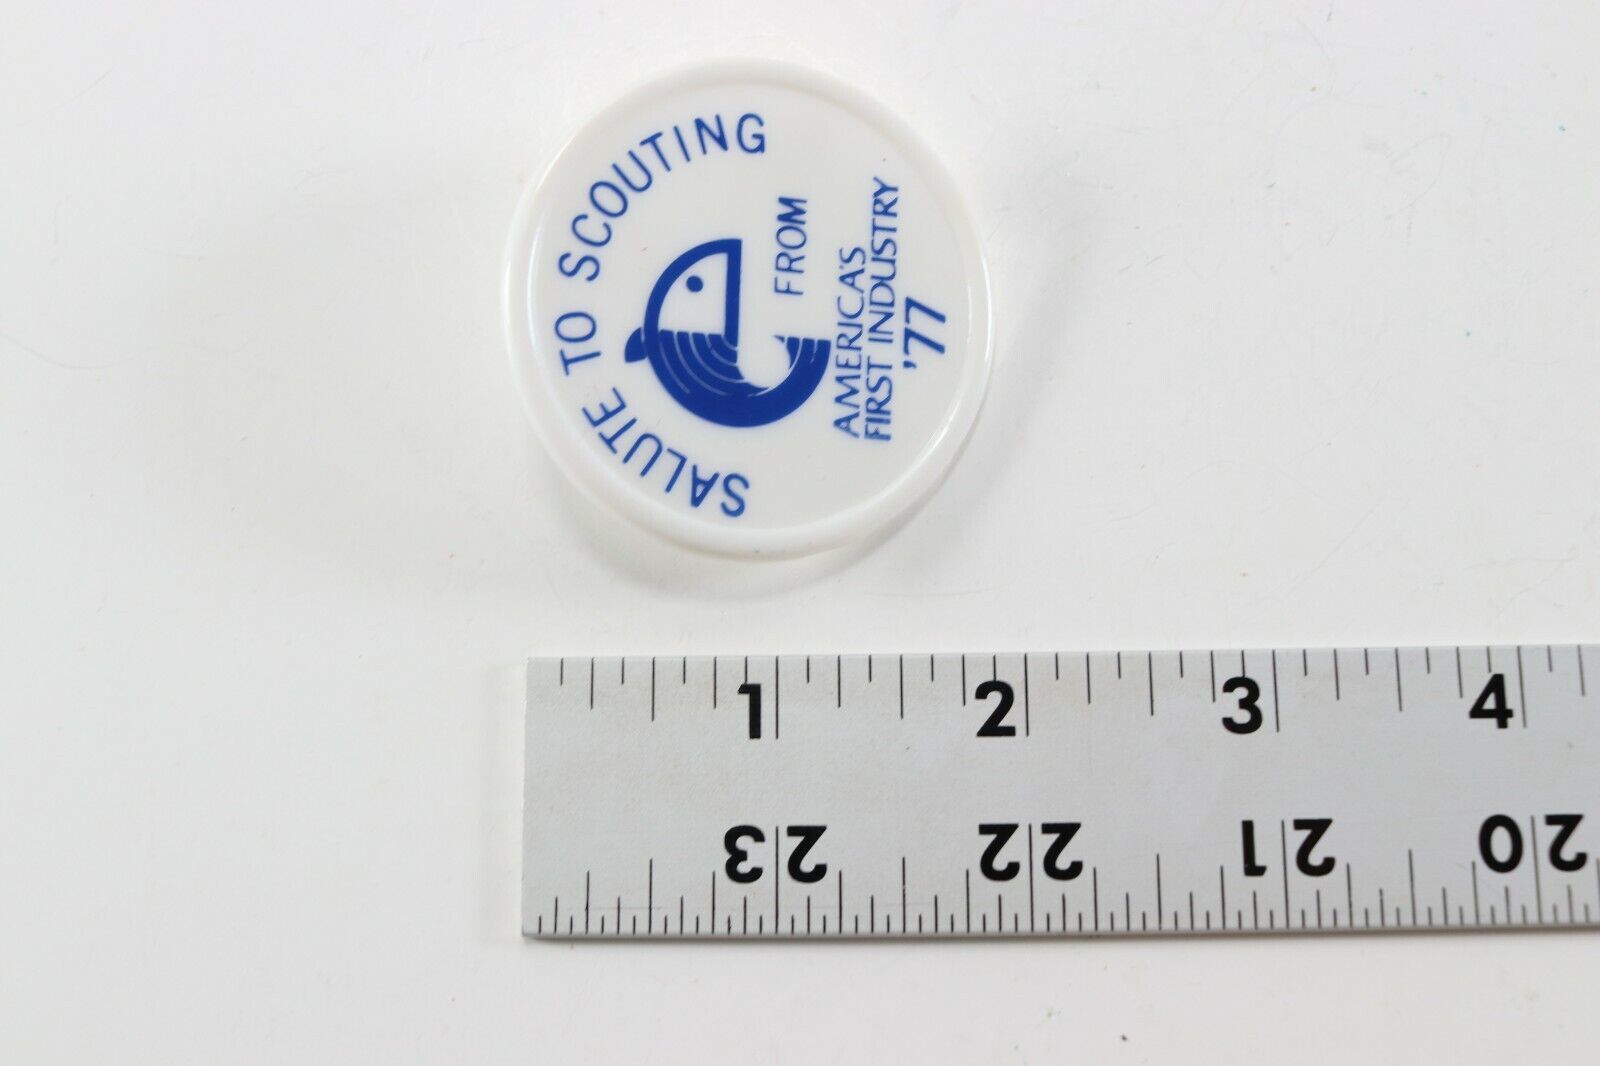 SALUTE TO SCOUTING
FROM
AMERICA'S
FIRST INDUSTRY
'77
1 2 3 4
23 22 21 20